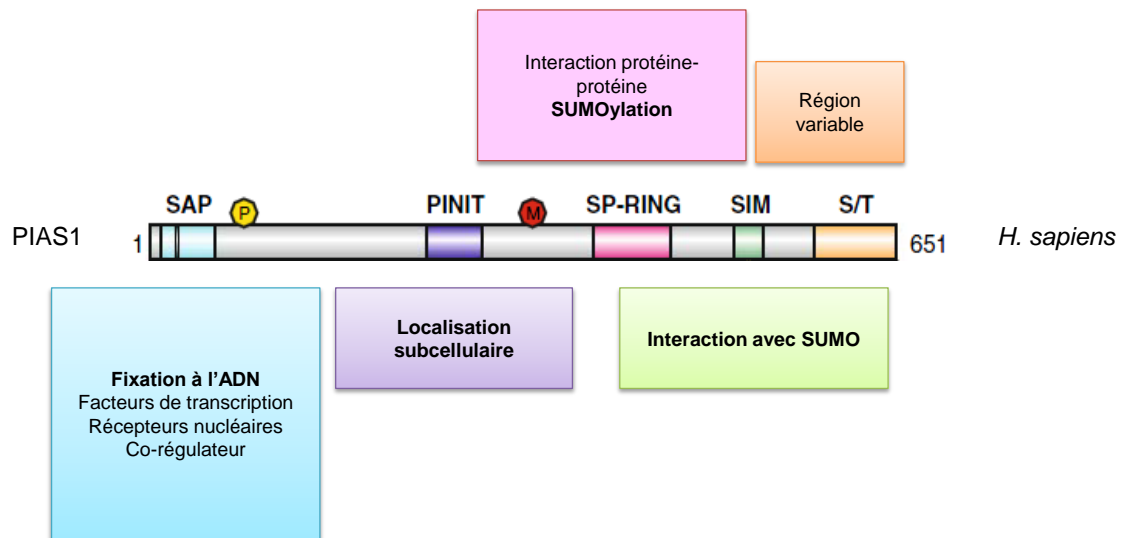 Interaction protéine-
protéine
SUMOylation
Région
variable
SAP P PINIT M SP-RING SIM S/T
PIAS1 1 651 H. sapiens
Localisation
subcellulaire
Interaction avec SUMO
Fixation à l’ADN
Facteurs de transcription
Récepteurs nucléaires
Co-régulateur